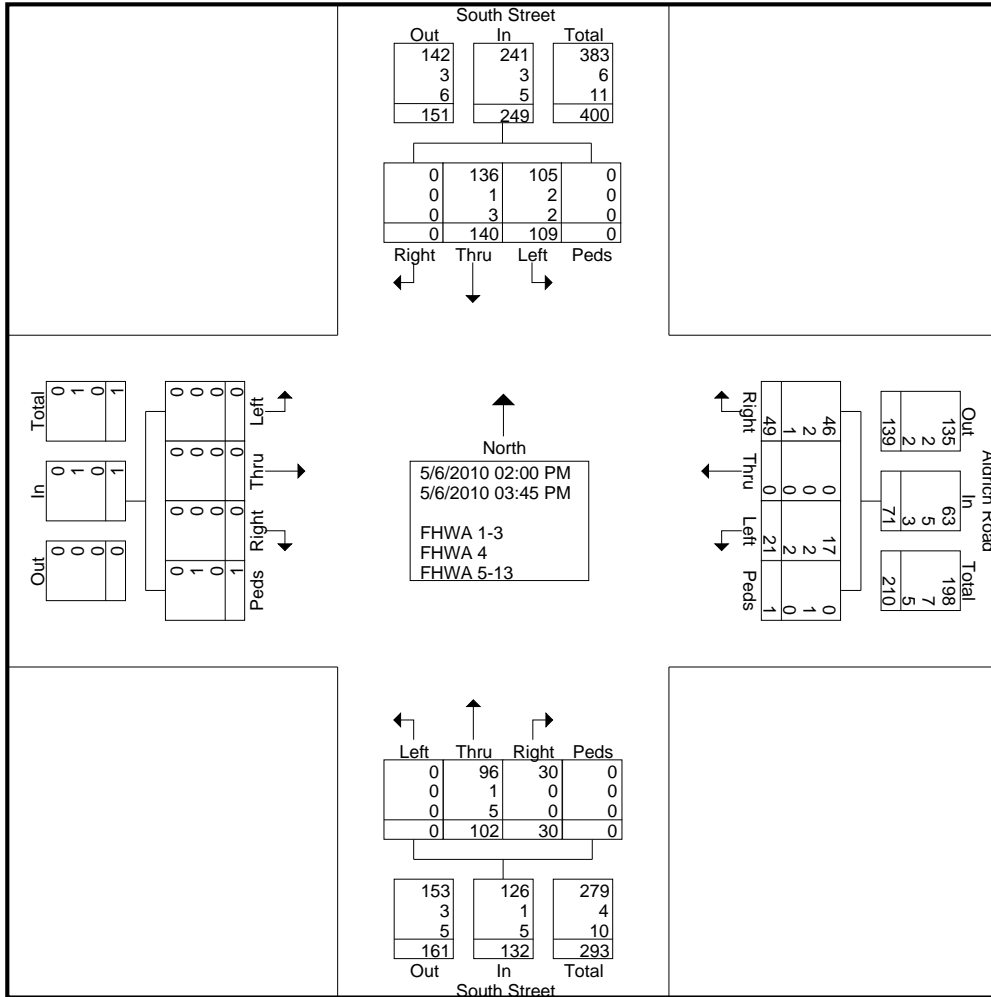 South Street
Out In Total
142 241 383
3 3 6
6 5 11
151 249 400
0 136 105 0
0 1 2 0
0 3 2 0
0 140 109 0
Right Thru Left Peds
Total
0 1 0 1
In
0 1 0 1
Out
0 0 0 0
Left
0 0 0 0
Thru
0 0 0 0
Right
0 0 0 0
Peds
0 1 0 1
North
5/6/2010 02:00 PM
5/6/2010 03:45 PM
FHWA 1-3
FHWA 4
FHWA 5-13
Right Thru Left Peds
49 0 21 1
1 0 2 0
2 0 2 1
46 0 17 0
Aldrich Road
Out In Total
135 63 198
2 5 7
2 3 5
139 71 210
Left Thru Right Peds
0 96 30 0
0 1 0 0
0 5 0 0
0 102 30 0
153 126 279
3 1 4
5 5 10
161 132 293
Out In Total
South Street